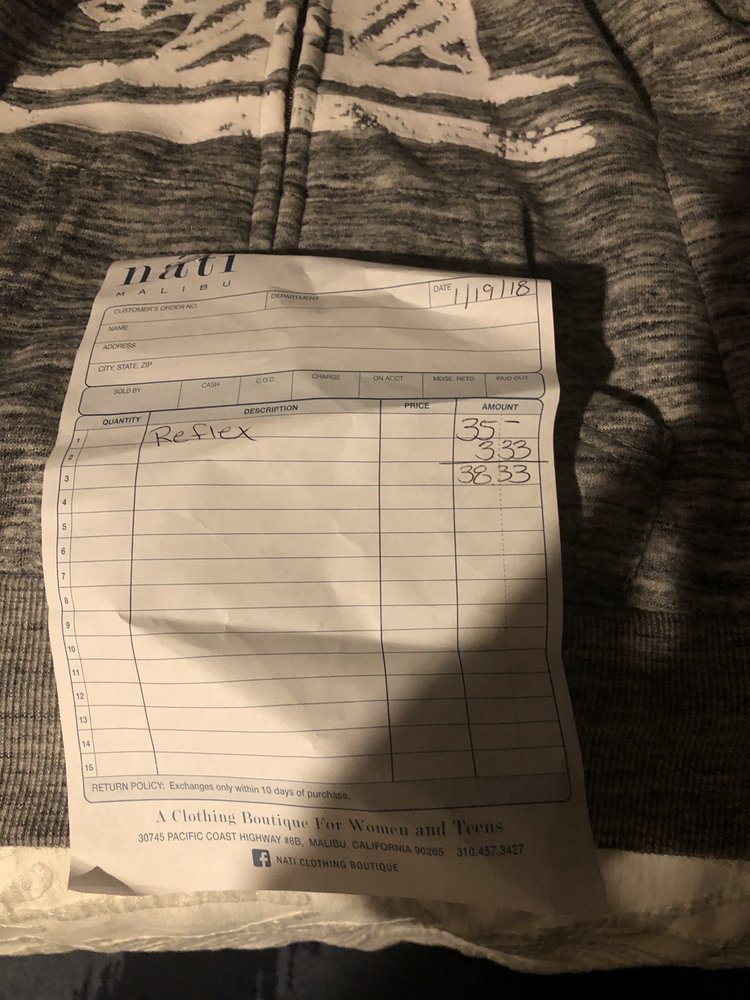 náti
MALIBU
CUSTOMER'S ORDER NO. DEPARTMENT DATE 1/19/18
NAME
ADDRESS
CITY, STATE, ZIP
SOLD BY CASH C.O.D. CHARGE ON ACCT. MDSE. RETD. PAID OUT
QUANTITY DESCRIPTION PRICE AMOUNT
1 Reflex 35 –
2 3 33
3 38 33
4
5
6
7
8
9
10
11
12
13
14
15
RETURN POLICY: Exchanges only within 10 days of purchase.
A Clothing Boutique For Women and Teens
30745 PACIFIC COAST HIGHWAY #8B, MALIBU, CALIFORNIA 90265 310.457.3427
f NATI CLOTHING BOUTIQUE